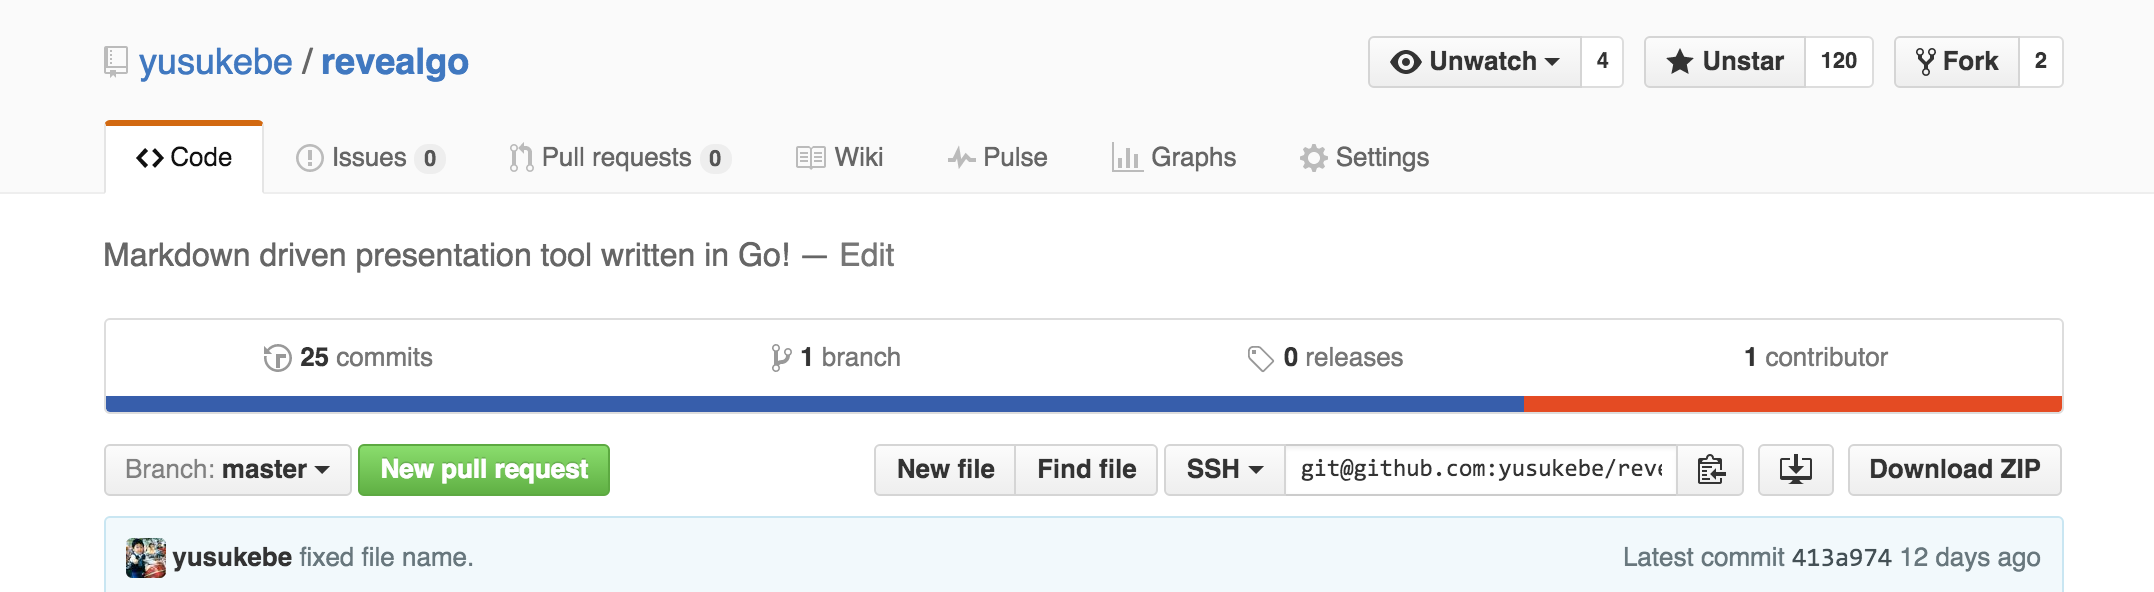 yusukebe / revealgo
Unwatch 4 Unstar 120 Fork 2
Code Issues 0 Pull requests 0 Wiki Pulse Graphs Settings
Markdown driven presentation tool written in Go! — Edit
25 commits 1 branch 0 releases 1 contributor
Branch: master New pull request New file Find file SSH git@github.com:yusukebe/reve Download ZIP
yusukebe fixed file name. Latest commit 413a974 12 days ago